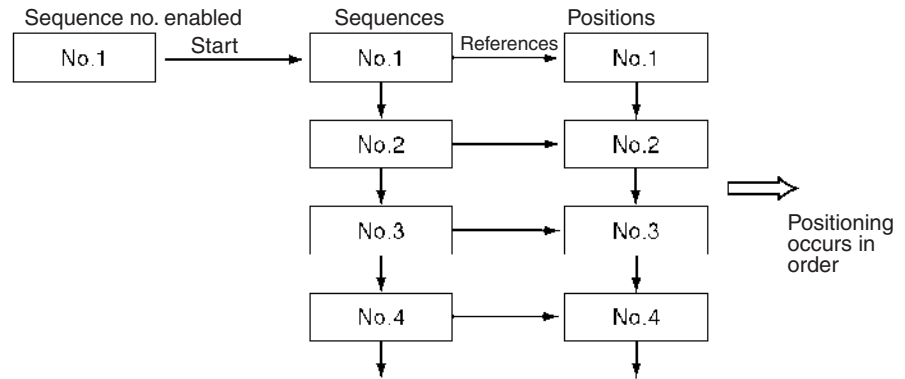 Sequence no. enabled
Sequences
Positions
No.1
Start
No.1
References
No.1
No.2
No.2
No.3
No.3
No.4
No.4
Positioning
occurs in
order